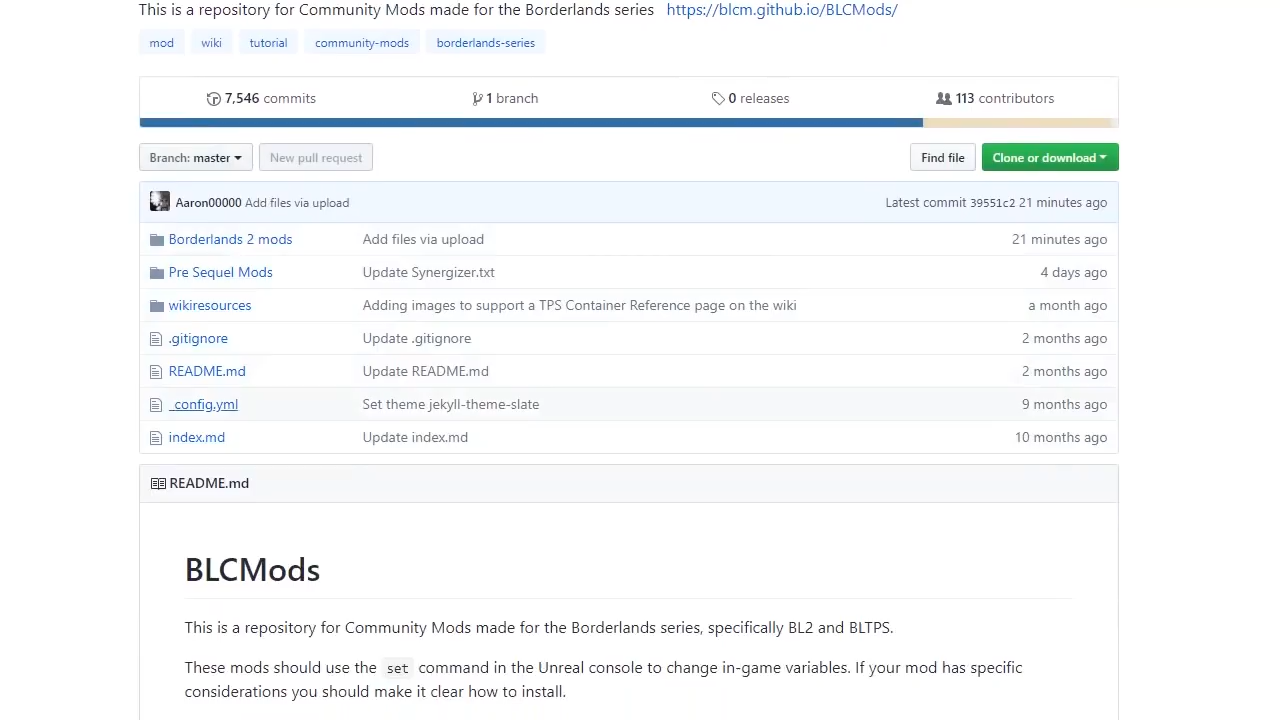 This is a repository for Community Mods made for the Borderlands series https://blcm.github.io/BLCMods/
mod wiki tutorial community-mods borderlands-series
7,546 commits 1 branch 0 releases 113 contributors
Branch: master New pull request Find file Clone or download
Aaron00000 Add files via upload Latest commit 39551c2 21 minutes ago
Borderlands 2 mods Add files via upload 21 minutes ago
Pre Sequel Mods Update Synergizer.txt 4 days ago
wikiresources Adding images to support a TPS Container Reference page on the wiki a month ago
.gitignore Update .gitignore 2 months ago
README.md Update README.md 2 months ago
_config.yml Set theme jekyll-theme-slate 9 months ago
index.md Update index.md 10 months ago
README.md
BLCMods
This is a repository for Community Mods made for the Borderlands series, specifically BL2 and BLTPS.
These mods should use the set command in the Unreal console to change in-game variables. If your mod has specific
considerations you should make it clear how to install.